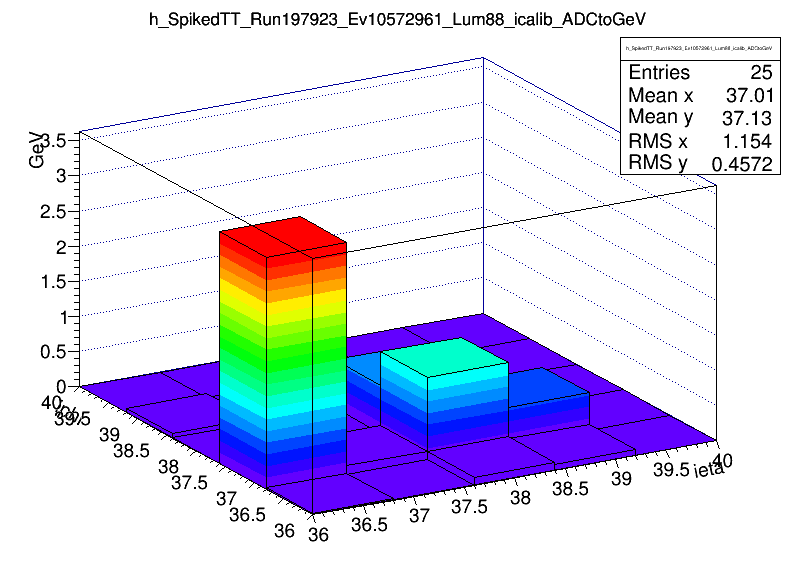 h_SpikedTT_Run197923_Ev10572961_Lum88_icalib_ADCtoGeV
h_SpikedTT_Run197923_Ev10572961_Lum88_icalib_ADCtoGeV
Entries 25
Mean x 37.01
Mean y 37.13
RMS x 1.154
RMS y 0.4572
GeV
3.5
3
2.5
2
1.5
1
0.5
0
40
39.5
39
38.5
38
37.5
37
36.5
36
36
36.5
37
37.5
38
38.5
39
39.5
40
ieta